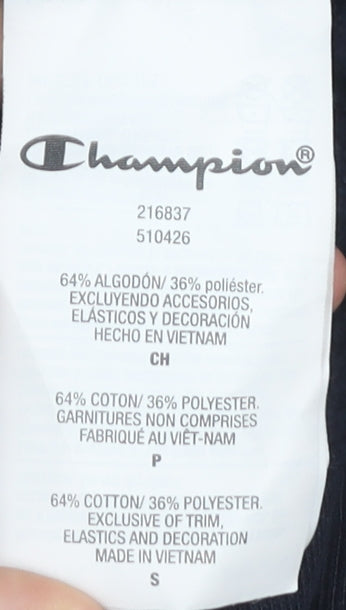 Champion®
216837
510426
64% ALGODÓN/ 36% poliéster.
EXCLUYENDO ACCESORIOS,
ELÁSTICOS Y DECORACIÓN
HECHO EN VIETNAM
CH
64% COTON/ 36% POLYESTER.
GARNITURES NON COMPRISES
FABRIQUÉ AU VIÊT-NAM
P
64% COTTON/ 36% POLYESTER.
EXCLUSIVE OF TRIM,
ELASTICS AND DECORATION
MADE IN VIETNAM
S